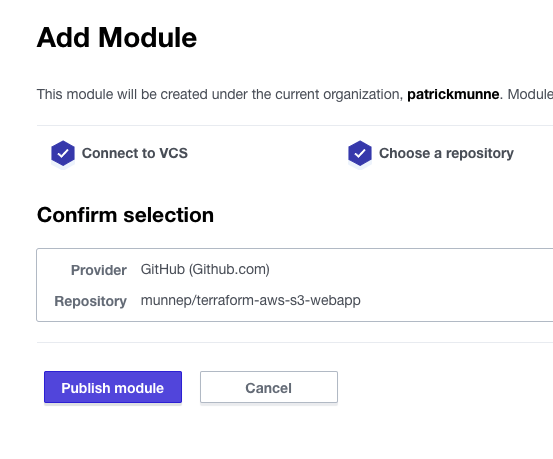 Add Module
This module will be created under the current organization, patrickmunne. Module
Connect to VCS
Choose a repository
Confirm selection
Provider GitHub (Github.com)
Repository munnep/terraform-aws-s3-webapp
Publish module
Cancel